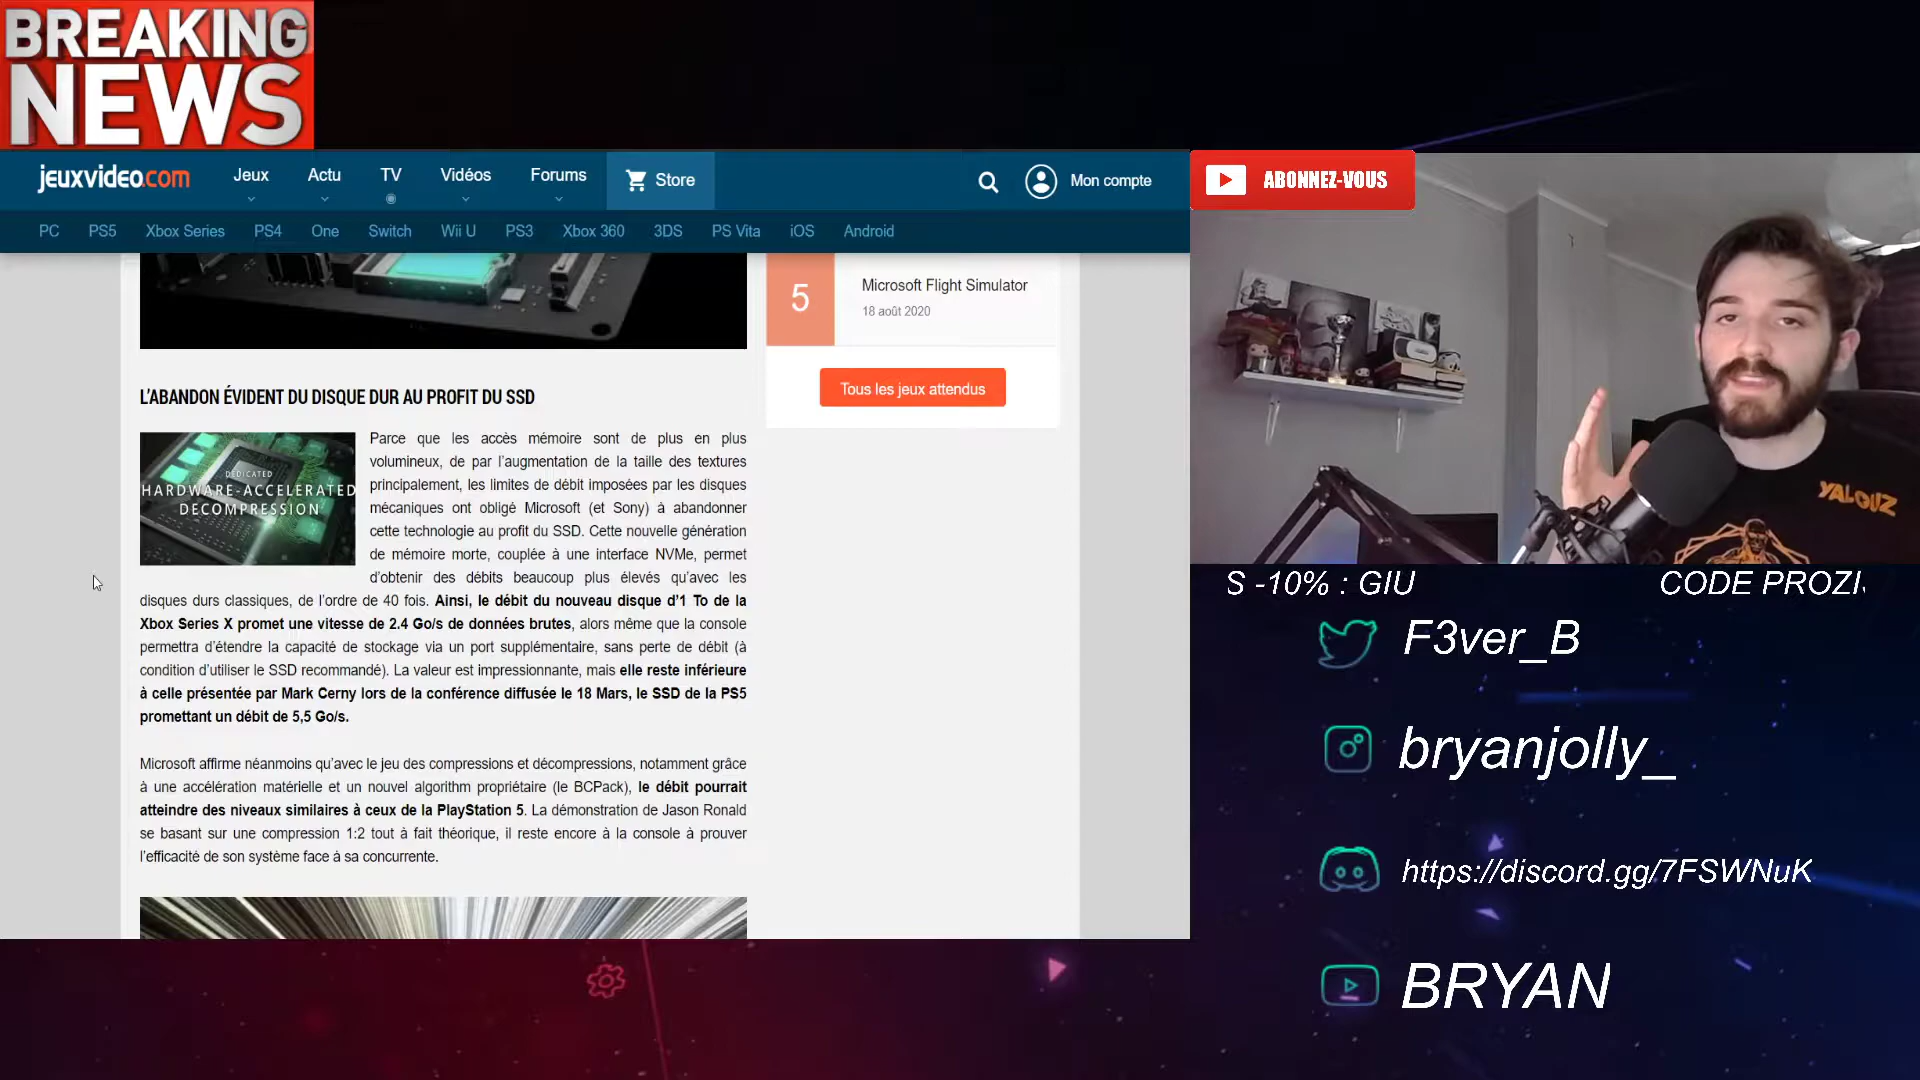 BREAKING
NEWS
jeuxvideo.com
Jeux
Actu
TV
Vidéos
Forums
Store
Mon compte
PC
PS5
Xbox Series
PS4
One
Switch
Wii U
PS3
Xbox 360
3DS
PS Vita
iOS
Android
ABONNEZ-VOUS
5
Microsoft Flight Simulator
18 août 2020
Tous les jeux attendus
L'ABANDON ÉVIDENT DU DISQUE DUR AU PROFIT DU SSD
DEDICATED
HARDWARE-ACCELERATED
DECOMPRESSION
Parce que les accès mémoire sont de plus en plus
volumineux, de par l'augmentation de la taille des textures
principalement, les limites de débit imposées par les disques
mécaniques ont obligé Microsoft (et Sony) à abandonner
cette technologie au profit du SSD. Cette nouvelle génération
de mémoire morte, couplée à une interface NVMe, permet
d'obtenir des débits beaucoup plus élevés qu'avec les
disques durs classiques, de l'ordre de 40 fois. Ainsi, le débit du nouveau disque d'1 To de la
Xbox Series X promet une vitesse de 2.4 Go/s de données brutes, alors même que la console
permettra d'étendre la capacité de stockage via un port supplémentaire, sans perte de débit (à
condition d'utiliser le SSD recommandé). La valeur est impressionnante, mais elle reste inférieure
à celle présentée par Mark Cerny lors de la conférence diffusée le 18 Mars, le SSD de la PS5
promettant un débit de 5,5 Go/s.
Microsoft affirme néanmoins qu'avec le jeu des compressions et décompressions, notamment grâce
à une accélération matérielle et un nouvel algorithm propriétaire (le BCPack), le débit pourrait
atteindre des niveaux similaires à ceux de la PlayStation 5. La démonstration de Jason Ronald
se basant sur une compression 1:2 tout à fait théorique, il reste encore à la console à prouver
l'efficacité de son système face à sa concurrente.
YALGUZ
S -10% : GIU
CODE PROZI
F3ver_B
bryanjolly_
https://discord.gg/7FSWNuK
BRYAN